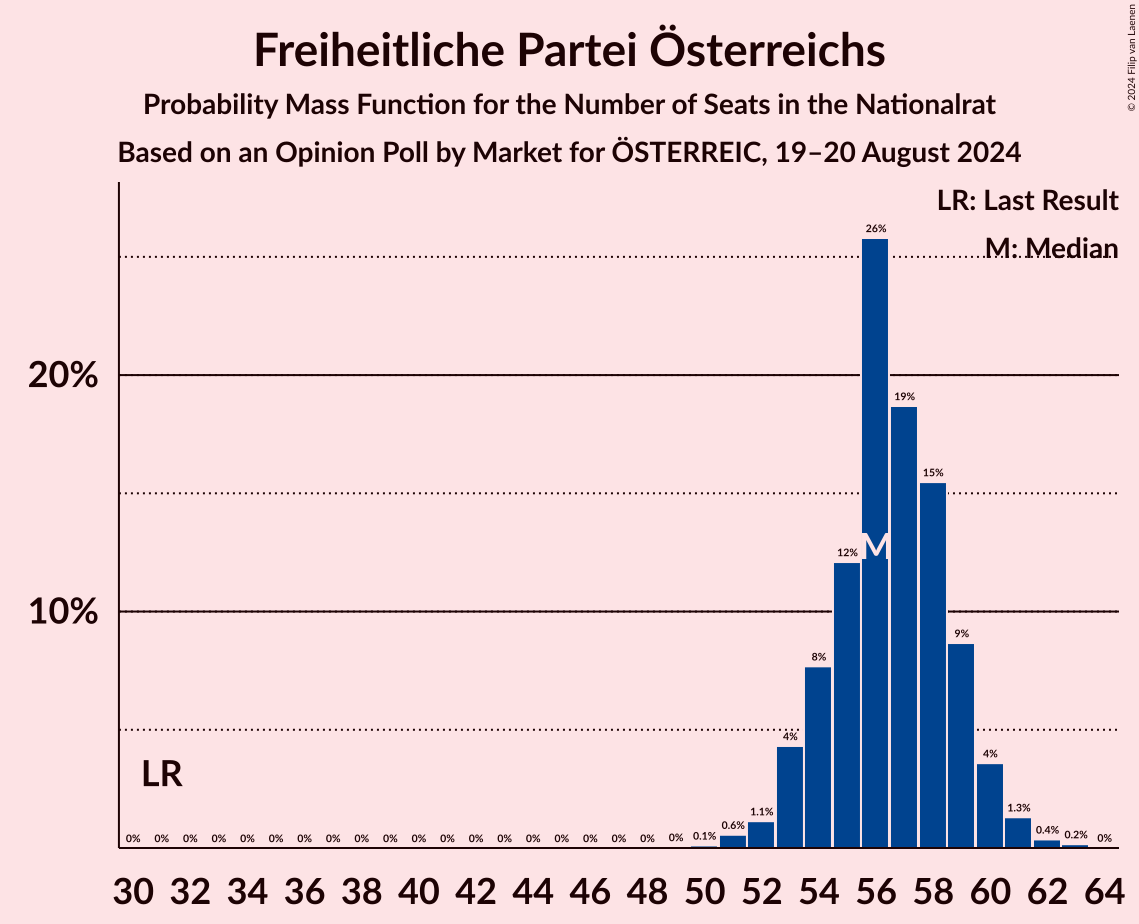 Freiheitliche Partei Österreichs
Probability Mass Function for the Number of Seats in the Nationalrat
Based on an Opinion Poll by Market for ÖSTERREIC, 19–20 August 2024
© 2024 Filip van Laenen
LR: Last Result
M: Median
26%
20%
19%
15%
12%
M
10%
9%
8%
4%
4%
LR
1.3%
1.1%
0.6%
0.4%
0% 0% 0% 0% 0% 0% 0% 0% 0% 0% 0% 0% 0% 0% 0% 0% 0% 0% 0% 0% 0.1% 0.2% 0%
30 32 34 36 38 40 42 44 46 48 50 52 54 56 58 60 62 64